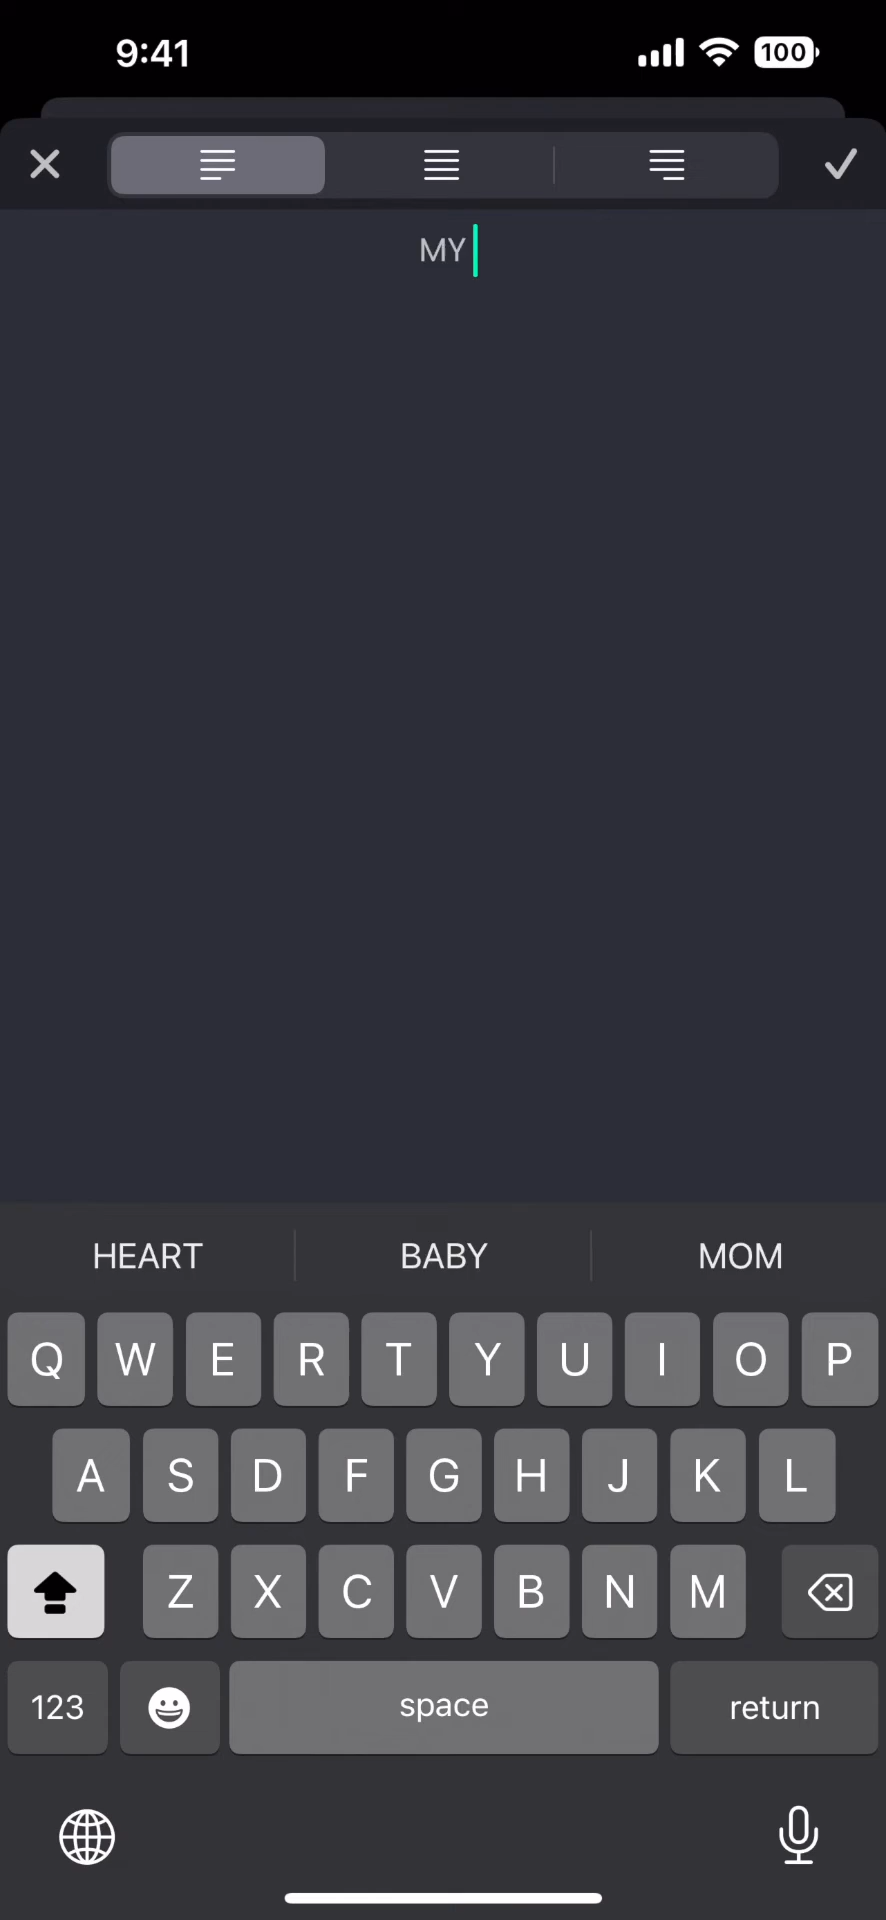 9:41
100
MY
HEART BABY MOM
Q W E R T Y U I O P
A S D F G H J K L
Z X C V B N M
123 space return